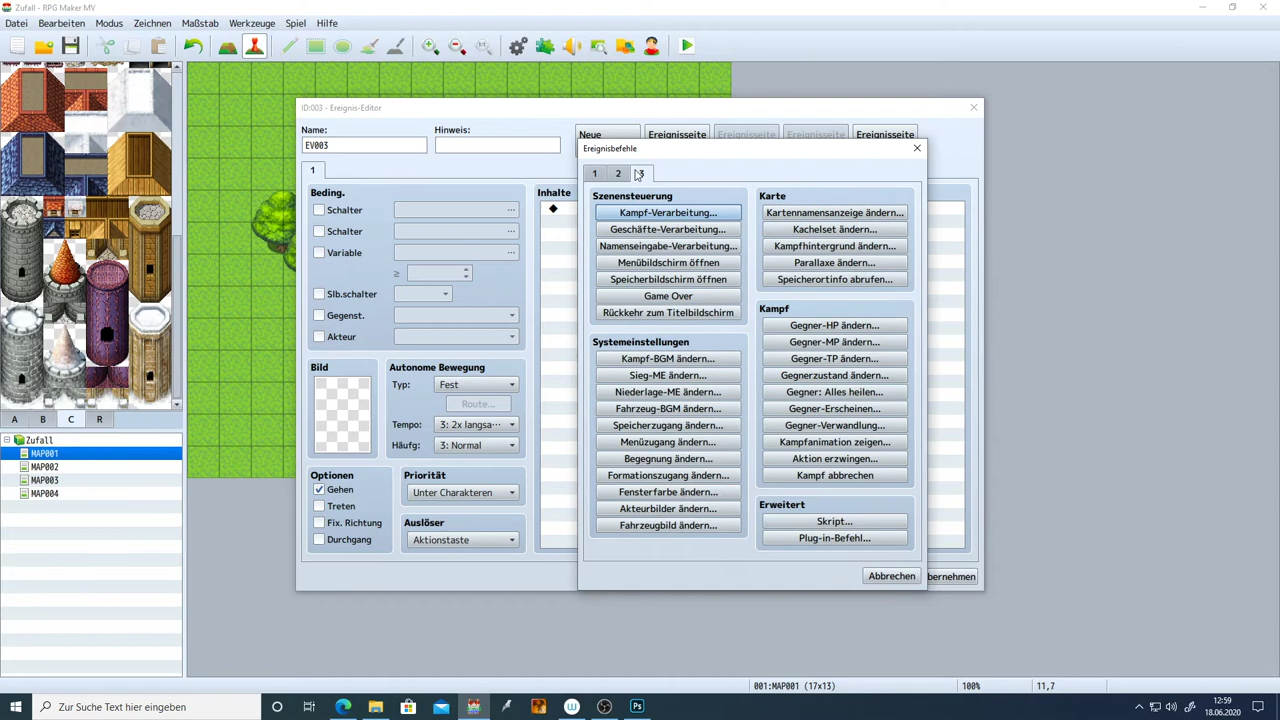 Zufall - RPG Maker MV
Datei Bearbeiten Modus Zeichnen Maßstab Werkzeuge Spiel Hilfe
ID:003 - Ereignis-Editor
Name:
Hinweis:
EV003
Neue
Ereignisseite
Ereignisseite
Ereignisseite
Ereignisseite
Ereignisbefehle
1
1 2 3
Beding.
Schalter
...
Schalter
...
Variable
...
≥
Slb.schalter
Gegenst.
Akteur
Inhalte
Bild
Autonome Bewegung
Typ: Fest
Route...
Tempo: 3: 2x langsa...
Häufg: 3: Normal
Optionen
Gehen
Treten
Fix. Richtung
Durchgang
Priorität
Unter Charakteren
Auslöser
Aktionstaste
Szenensteuerung
Kampf-Verarbeitung...
Geschäfte-Verarbeitung...
Namenseingabe-Verarbeitung...
Menübildschirm öffnen
Speicherbildschirm öffnen
Game Over
Rückkehr zum Titelbildschirm
Systemeinstellungen
Kampf-BGM ändern...
Sieg-ME ändern...
Niederlage-ME ändern...
Fahrzeug-BGM ändern...
Speicherzugang ändern...
Menüzugang ändern...
Begegnung ändern...
Formationszugang ändern...
Fensterfarbe ändern...
Akteurbilder ändern...
Fahrzeugbild ändern...
Karte
Kartennamensanzeige ändern...
Kachelset ändern...
Kampfhintergrund ändern...
Parallaxe ändern...
Speicherortinfo abrufen...
Kampf
Gegner-HP ändern...
Gegner-MP ändern...
Gegner-TP ändern...
Gegnerzustand ändern...
Gegner: Alles heilen...
Gegner-Erscheinen...
Gegner-Verwandlung...
Kampfanimation zeigen...
Aktion erzwingen...
Kampf abbrechen
Erweitert
Skript...
Plug-in-Befehl...
Abbrechen
bernehmen
A B C R
Zufall
MAP001
MAP002
MAP003
MAP004
001:MAP001 (17x13) 100% 11,7
Zur Suche Text hier eingeben
12:59
18.06.2020